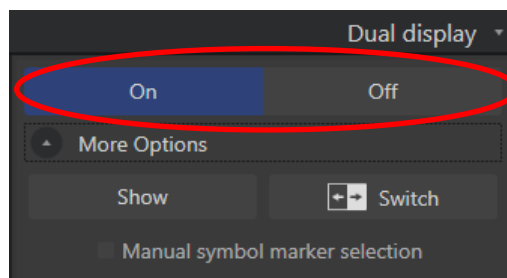 Dual display
On Off
More Options
Show Switch
Manual symbol marker selection